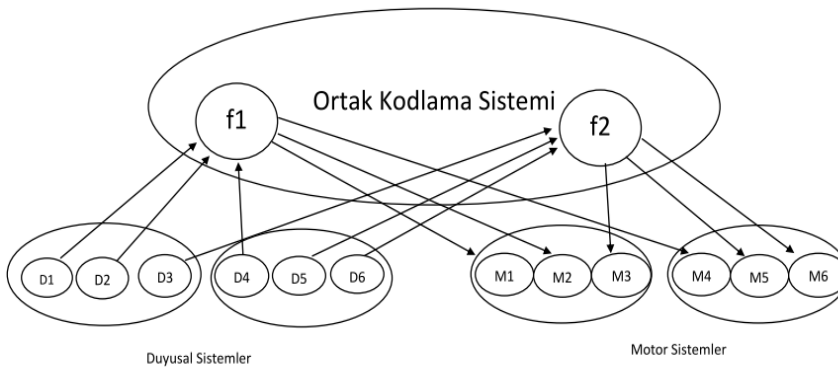 Ortak Kodlama Sistemi
f1
f2
D1
D2
D3
D4
D5
D6
M1
M2
M3
M4
M5
M6
Duyusal Sistemler
Motor Sistemler